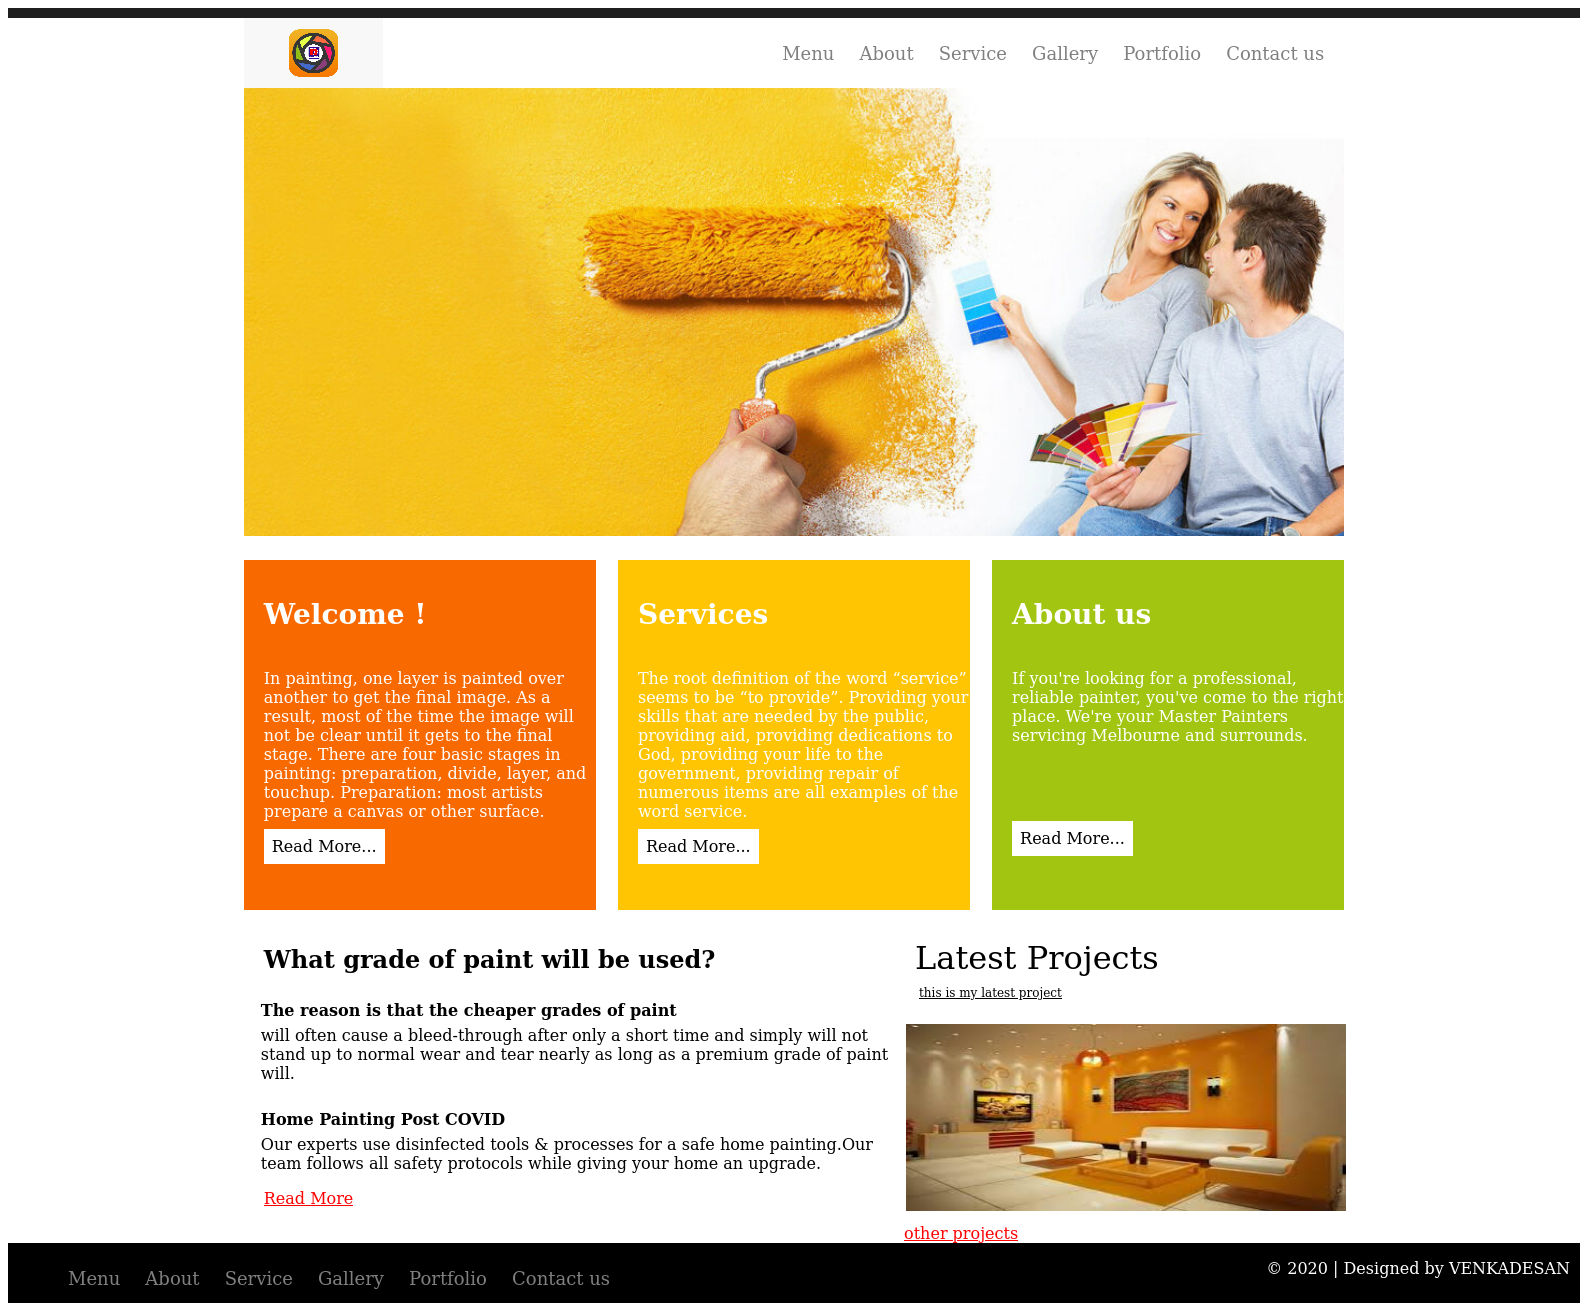 Menu About Service Gallery Portfolio Contact us
Welcome !
In painting, one layer is painted over
another to get the final image. As a
result, most of the time the image will
not be clear until it gets to the final
stage. There are four basic stages in
painting: preparation, divide, layer, and
touchup. Preparation: most artists
prepare a canvas or other surface.
Read More...
Services
The root definition of the word “service”
seems to be “to provide”. Providing your
skills that are needed by the public,
providing aid, providing dedications to
God, providing your life to the
government, providing repair of
numerous items are all examples of the
word service.
Read More...
About us
If you're looking for a professional,
reliable painter, you've come to the right
place. We're your Master Painters
servicing Melbourne and surrounds.
Read More...
What grade of paint will be used?
The reason is that the cheaper grades of paint
will often cause a bleed-through after only a short time and simply will not
stand up to normal wear and tear nearly as long as a premium grade of paint
will.
Home Painting Post COVID
Our experts use disinfected tools & processes for a safe home painting.Our
team follows all safety protocols while giving your home an upgrade.
Read More
Latest Projects
this is my latest project
other projects
Menu About Service Gallery Portfolio Contact us
© 2020 | Designed by VENKADESAN